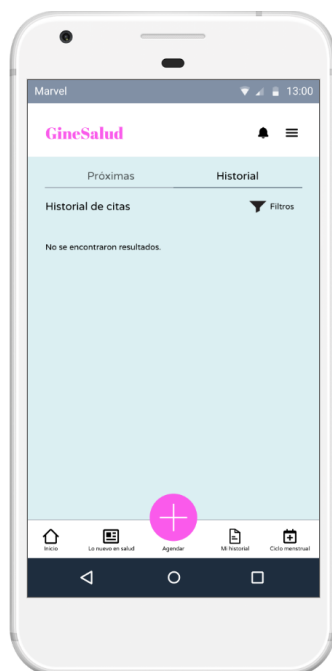 Marvel 13:00
GineSalud
Próximas Historial
Historial de citas Filtros
No se encontraron resultados.
Inicio Lo nuevo en salud Agendar Mi historial Ciclo menstrual